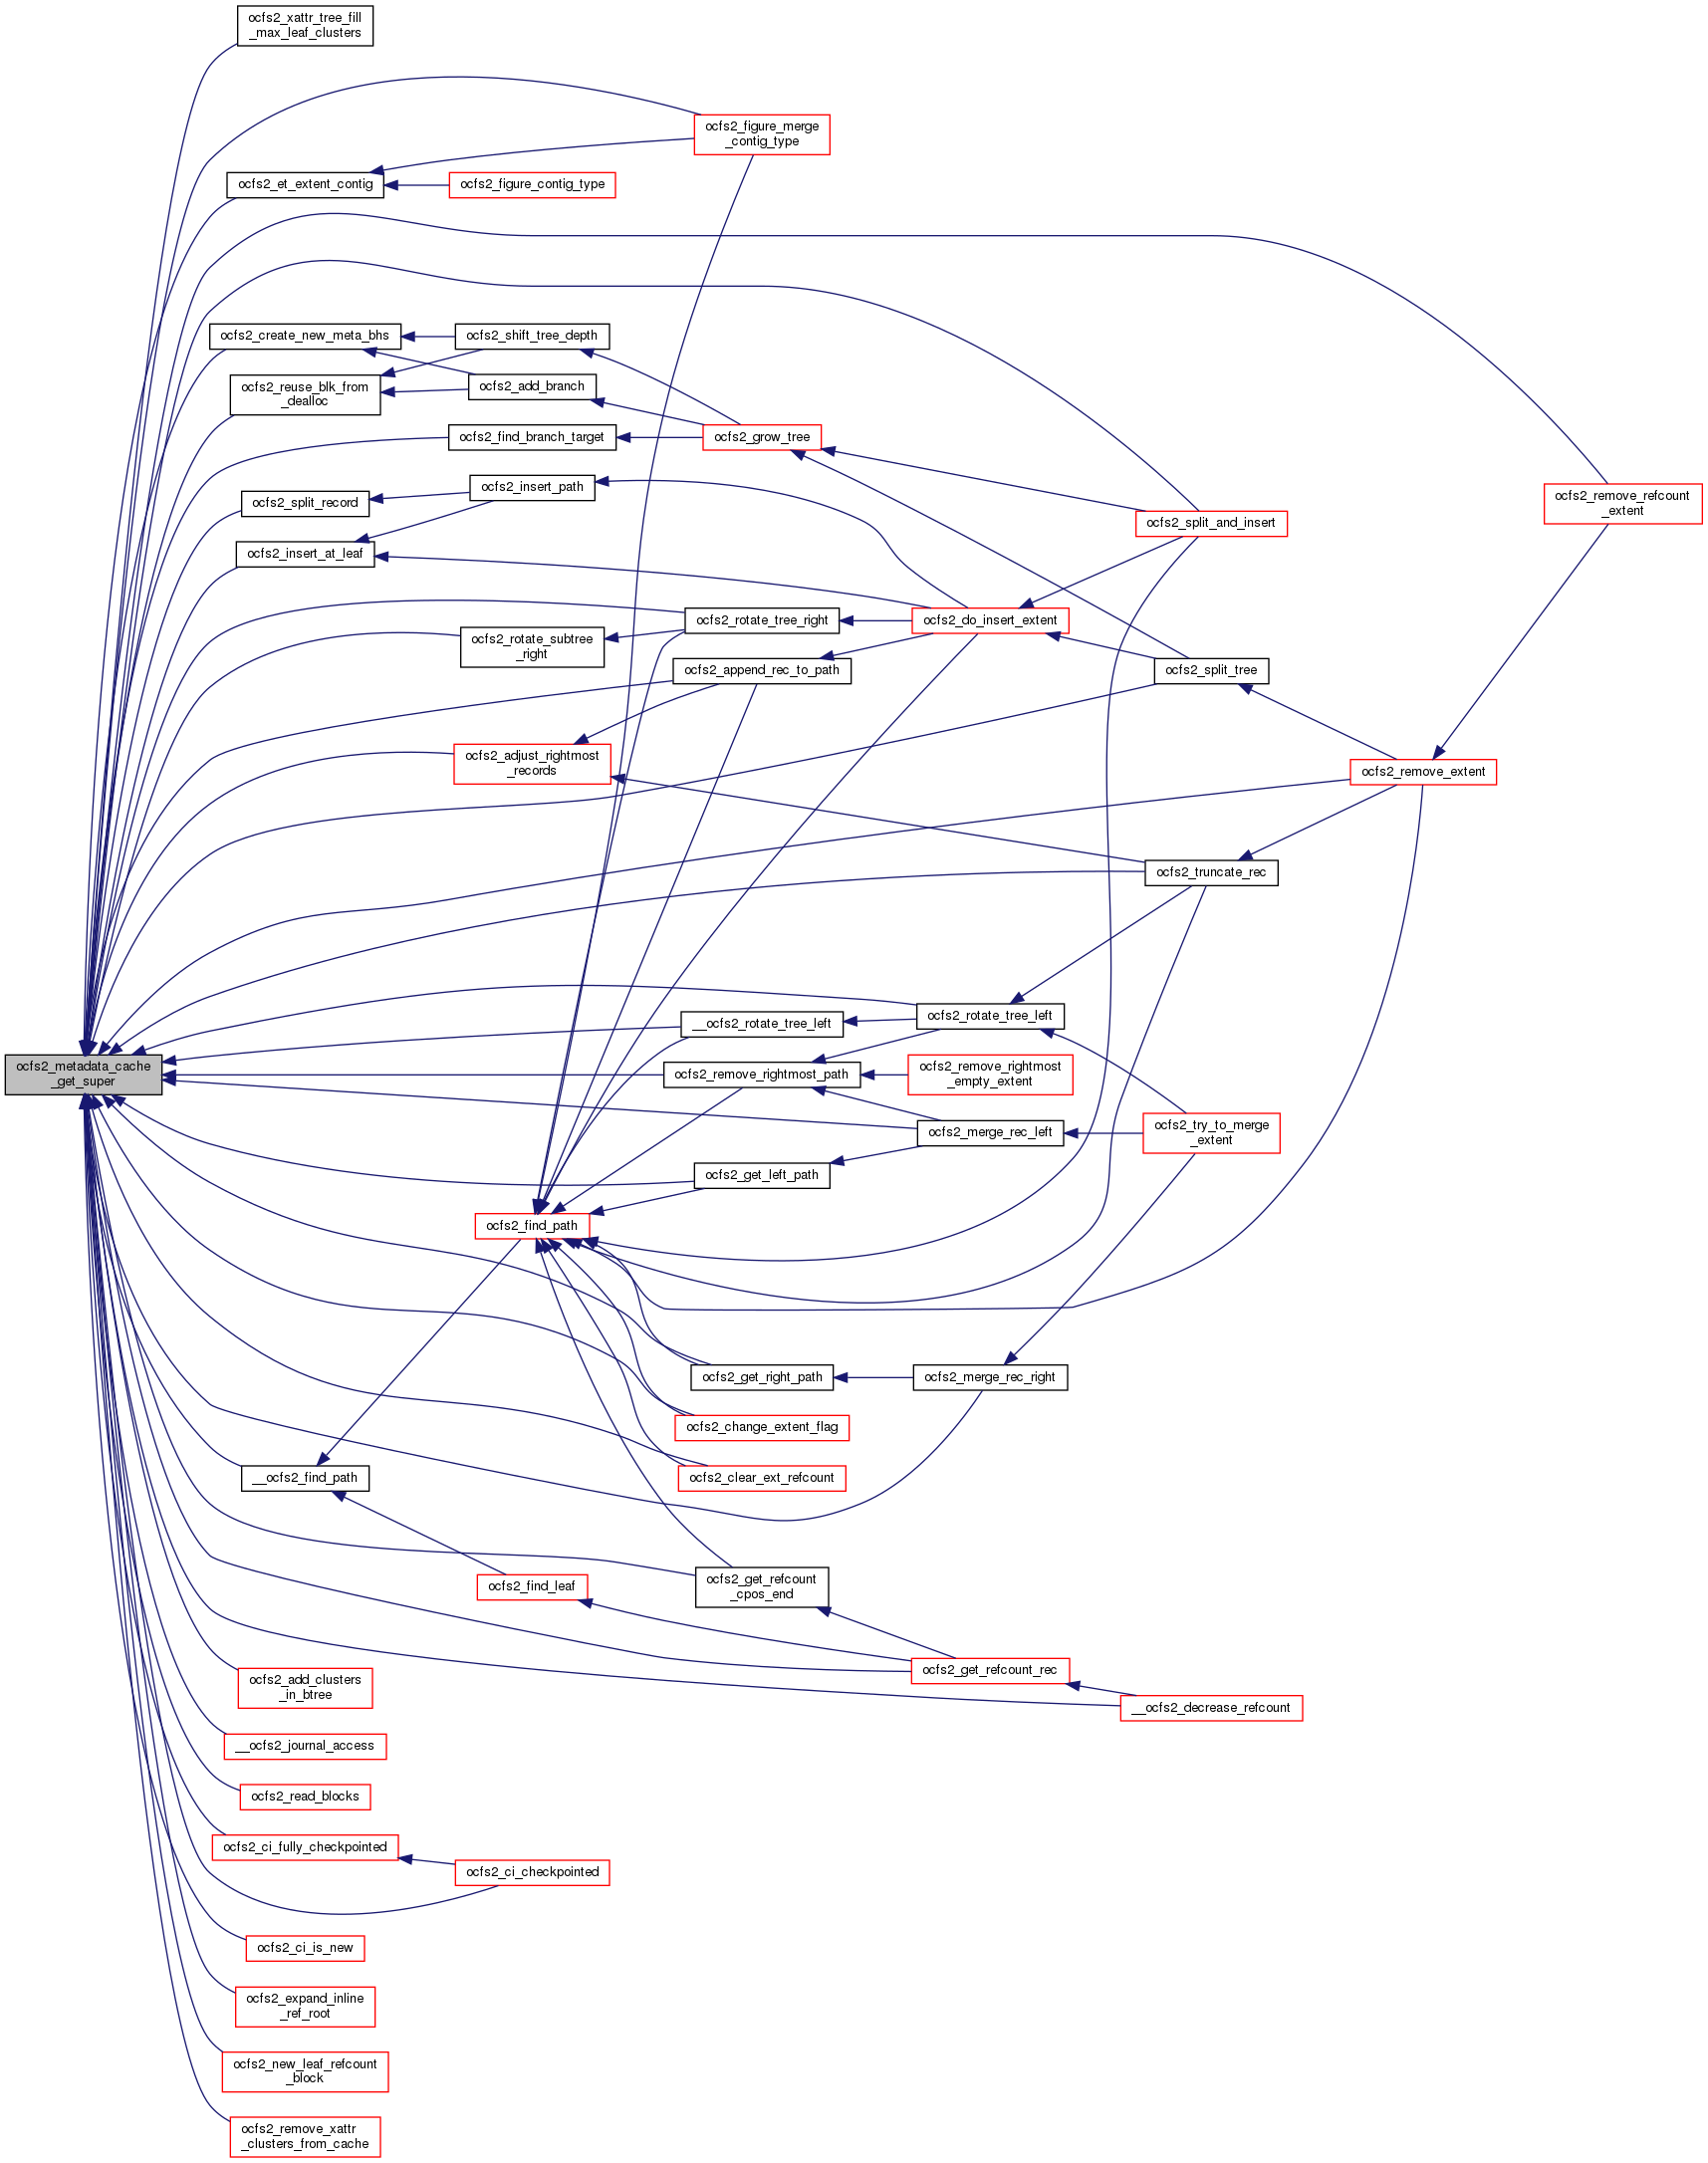 ocfs2_xattr_tree_fill
_max_leaf_clusters
ocfs2_figure_merge
_contig_type
ocfs2_et_extent_contig
ocfs2_figure_contig_type
ocfs2_create_new_meta_bhs
ocfs2_shift_tree_depth
ocfs2_reuse_blk_from
_dealloc
ocfs2_add_branch
ocfs2_find_branch_target
ocfs2_grow_tree
ocfs2_split_record
ocfs2_insert_path
ocfs2_remove_refcount
_extent
ocfs2_split_and_insert
ocfs2_insert_at_leaf
ocfs2_rotate_tree_right
ocfs2_do_insert_extent
ocfs2_rotate_subtree
_right
ocfs2_append_rec_to_path
ocfs2_split_tree
ocfs2_adjust_rightmost
_records
ocfs2_remove_extent
ocfs2_truncate_rec
ocfs2_rotate_tree_left
__ocfs2_rotate_tree_left
ocfs2_metadata_cache
_get_super
ocfs2_remove_rightmost_path
ocfs2_remove_rightmost
_empty_extent
ocfs2_merge_rec_left
ocfs2_try_to_merge
_extent
ocfs2_get_left_path
ocfs2_find_path
ocfs2_get_right_path
ocfs2_merge_rec_right
ocfs2_change_extent_flag
__ocfs2_find_path
ocfs2_clear_ext_refcount
ocfs2_find_leaf
ocfs2_get_refcount
_cpos_end
ocfs2_get_refcount_rec
ocfs2_add_clusters
_in_btree
__ocfs2_decrease_refcount
__ocfs2_journal_access
ocfs2_read_blocks
ocfs2_ci_fully_checkpointed
ocfs2_ci_checkpointed
ocfs2_ci_is_new
ocfs2_expand_inline
_ref_root
ocfs2_new_leaf_refcount
_block
ocfs2_remove_xattr
_clusters_from_cache